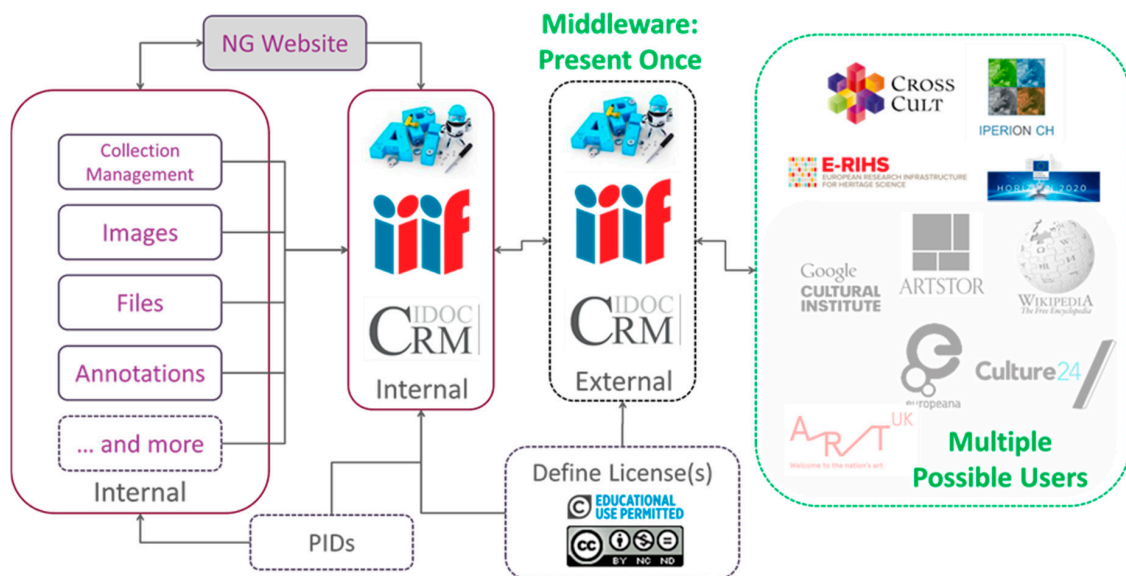 NG Website
Collection
Management
Images
Files
Annotations
... and more
Internal
PIDs
API
iiif
CIDOC
CRM
Internal
Middleware:
Present Once
API
iiif
CIDOC
CRM
External
Define License(s)
C EDUCATIONAL
USE PERMITTED
cc
BY NC ND
CROSS
CULT
IPERION CH
E-RIHS
EUROPEAN RESEARCH INFRASTRUCTURE
FOR HERITAGE SCIENCE
HORIZON 2020
Google
CULTURAL
INSTITUTE
ARTSTOR
WIKIPEDIA
The Free Encyclopedia
europeana
Culture24
ART UK
Welcome to the nation's art
Multiple
Possible Users